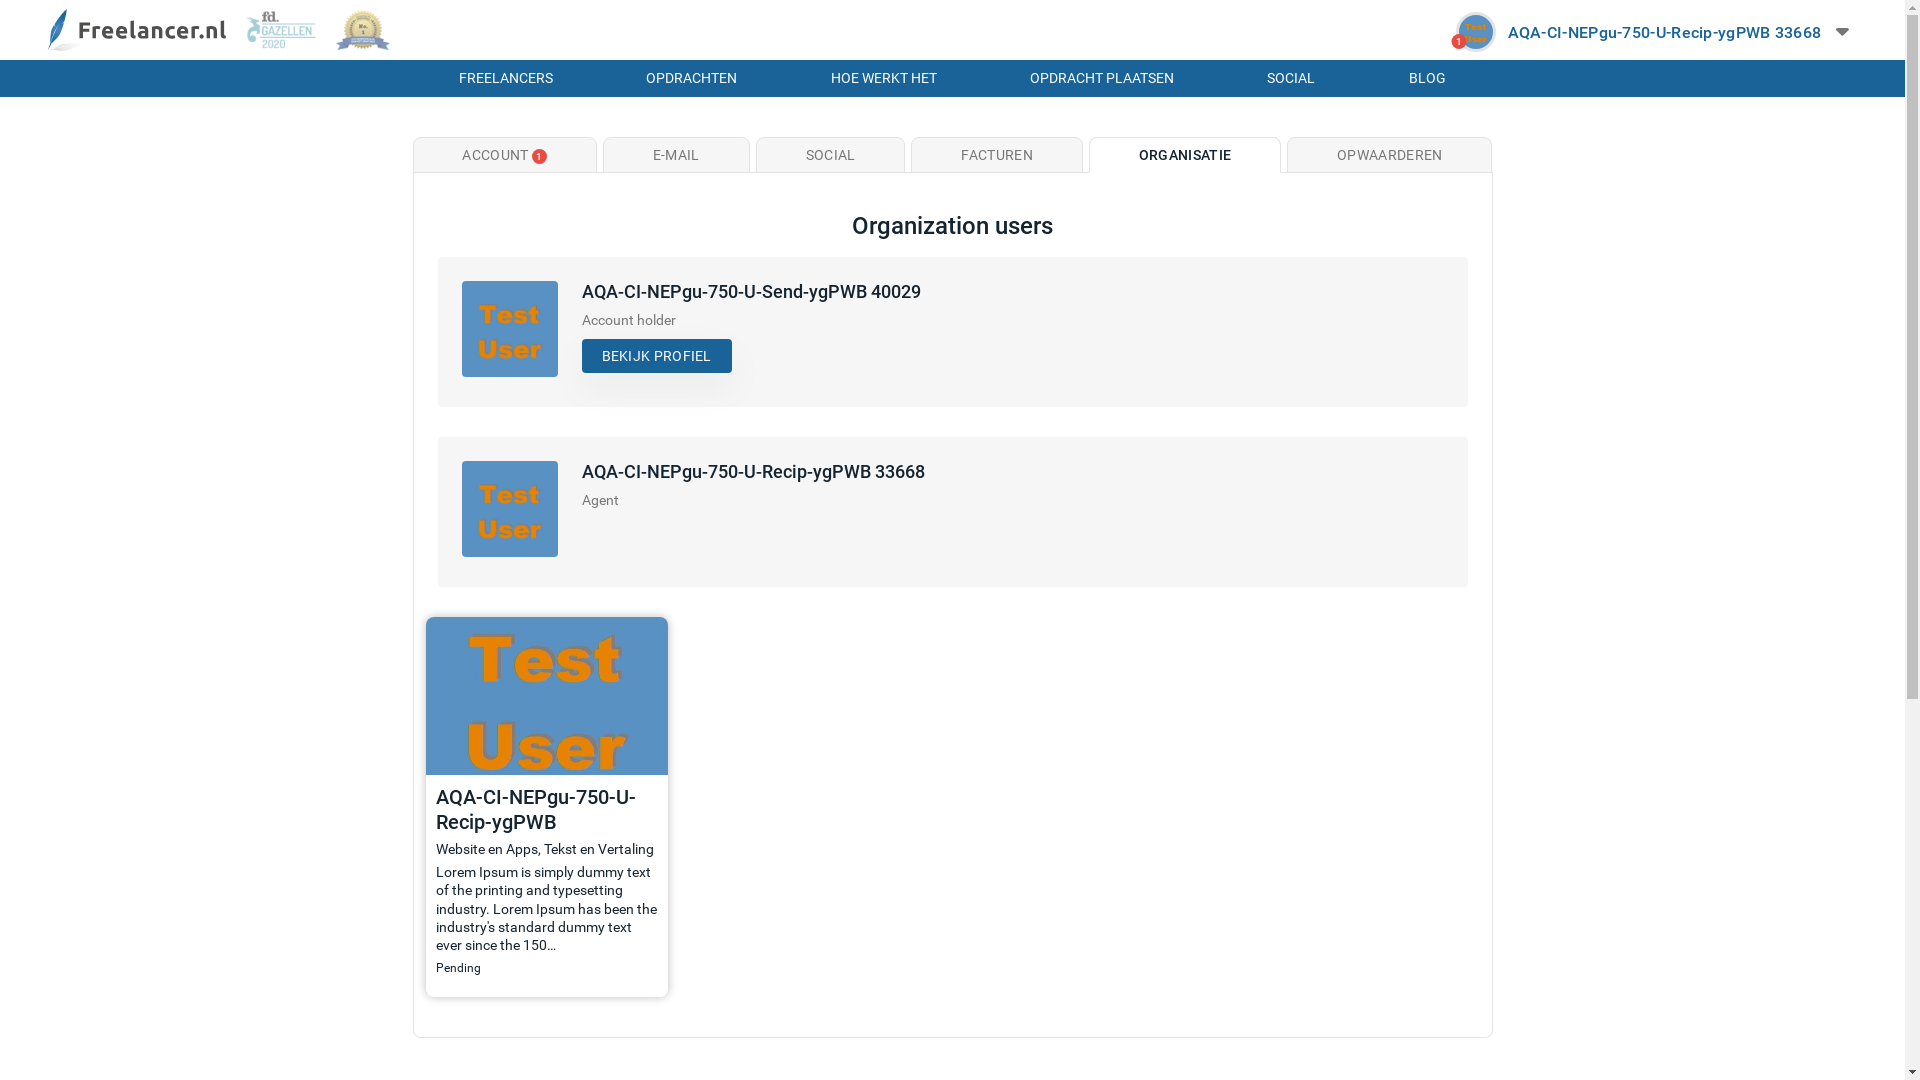 Freelancer.nl
fd.
GAZELLEN
2020
No.
1
1
Test
User
AQA-CI-NEPgu-750-U-Recip-ygPWB 33668
FREELANCERS
OPDRACHTEN
HOE WERKT HET
OPDRACHT PLAATSEN
SOCIAL
BLOG
ACCOUNT 1
E-MAIL
SOCIAL
FACTUREN
ORGANISATIE
OPWAARDEREN
Organization users
Test
User
AQA-CI-NEPgu-750-U-Send-ygPWB 40029
Account holder
BEKIJK PROFIEL
Test
User
AQA-CI-NEPgu-750-U-Recip-ygPWB 33668
Agent
Test
User
AQA-CI-NEPgu-750-U-
Recip-ygPWB
Website en Apps, Tekst en Vertaling
Lorem Ipsum is simply dummy text
of the printing and typesetting
industry. Lorem Ipsum has been the
industry's standard dummy text
ever since the 150...
Pending